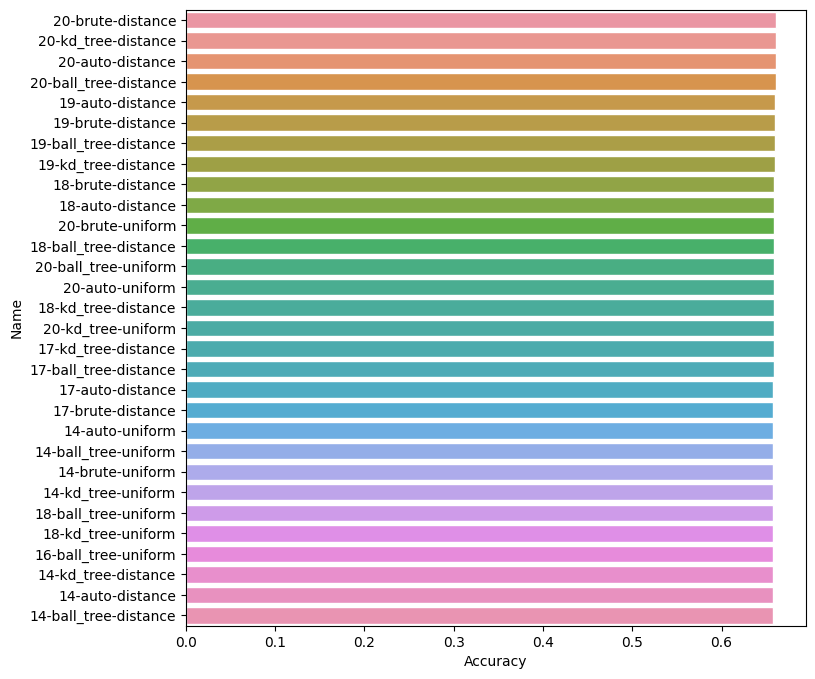 20-brute-distance
20-kd_tree-distance
20-auto-distance
20-ball_tree-distance
19-auto-distance
19-brute-distance
19-ball_tree-distance
19-kd_tree-distance
18-brute-distance
18-auto-distance
20-brute-uniform
18-ball_tree-distance
20-ball_tree-uniform
20-auto-uniform
18-kd_tree-distance
20-kd_tree-uniform
17-kd_tree-distance
17-ball_tree-distance
17-auto-distance
17-brute-distance
14-auto-uniform
14-ball_tree-uniform
14-brute-uniform
14-kd_tree-uniform
18-ball_tree-uniform
18-kd_tree-uniform
16-ball_tree-uniform
14-kd_tree-distance
14-auto-distance
14-ball_tree-distance
Name
0.0 0.1 0.2 0.3 0.4 0.5 0.6
Accuracy